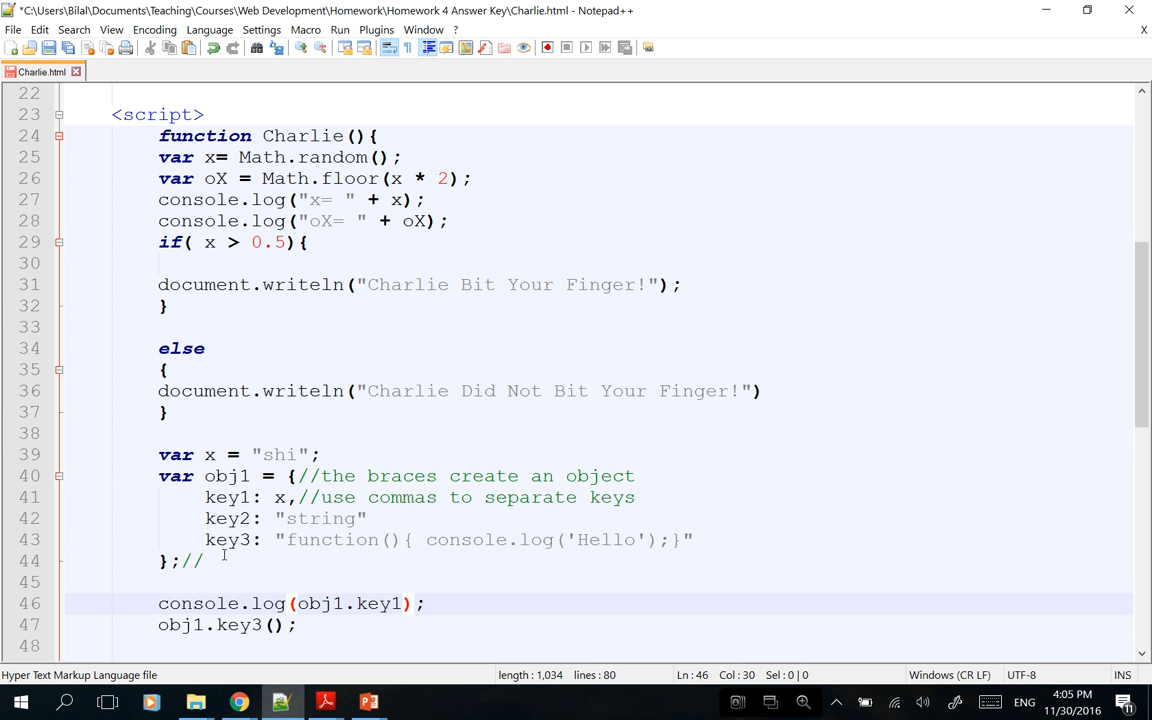 *C:\Users\Bilal\Documents\Teaching\Courses\Web Development\Homework\Homework 4 Answer Key\Charlie.html - Notepad++
File Edit Search View Encoding Language Settings Macro Run Plugins Window ? X
Charlie.html
22
23 <script>
24 function Charlie(){
25 var x= Math.random();
26 var oX = Math.floor(x * 2);
27 console.log("x= " + x);
28 console.log("oX= " + oX);
29 if( x > 0.5){
30
31 document.writeln("Charlie Bit Your Finger!");
32 }
33
34 else
35 {
36 document.writeln("Charlie Did Not Bit Your Finger!")
37 }
38
39 var x = "shi";
40 var obj1 = {//the braces create an object
41 key1: x,//use commas to separate keys
42 key2: "string"
43 key3: "function(){ console.log('Hello');}"
44 };//
45
46 console.log(obj1.key1);
47 obj1.key3();
48
Hyper Text Markup Language file length : 1,034 lines : 80 Ln : 46 Col : 30 Sel : 0 | 0 Windows (CR LF) UTF-8 INS
ENG 4:05 PM
11/30/2016